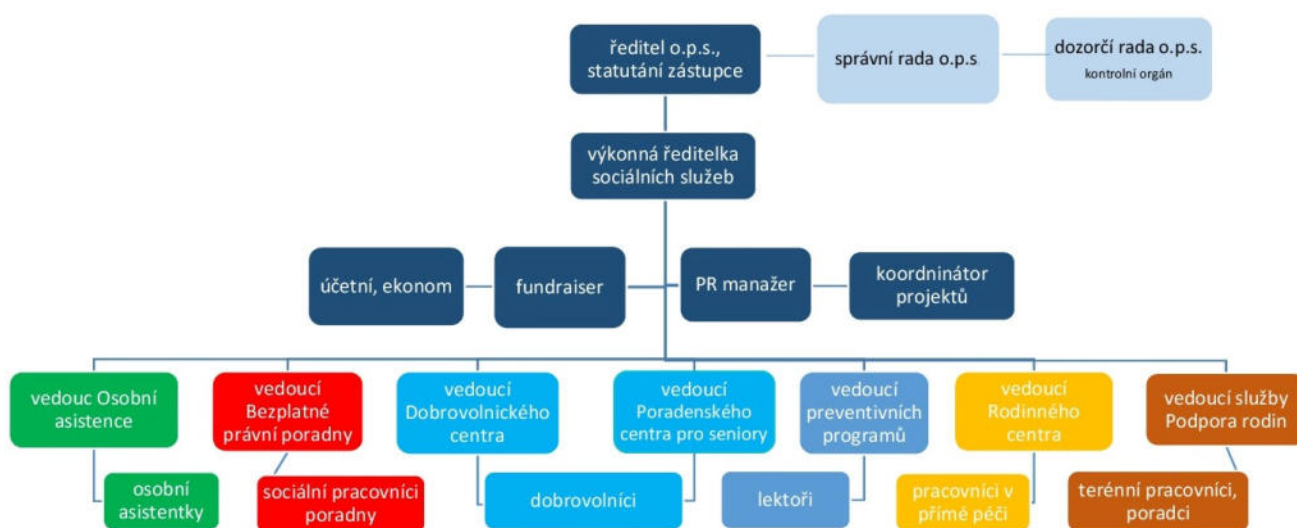 ředitel o.p.s.,
statutání zástupce
správní rada o.p.s
dozorčí rada o.p.s.
kontrolní orgán
výkonná ředitelka
sociálních služeb
účetní, ekonom
fundraiser
PR manažer
koordninátor
projektů
vedouc Osobní
asistence
vedoucí
Bezplatné
právní poradny
vedoucí
Dobrovolnického
centra
vedoucí
Poradenského
centra pro seniory
vedoucí
preventivních
programů
vedoucí
Rodinného
centra
vedoucí služby
Podpora rodin
osobní
asistentky
sociální pracovníci
poradny
dobrovolníci
lektoři
pracovníci v
přímé péči
terénní pracovníci,
poradci